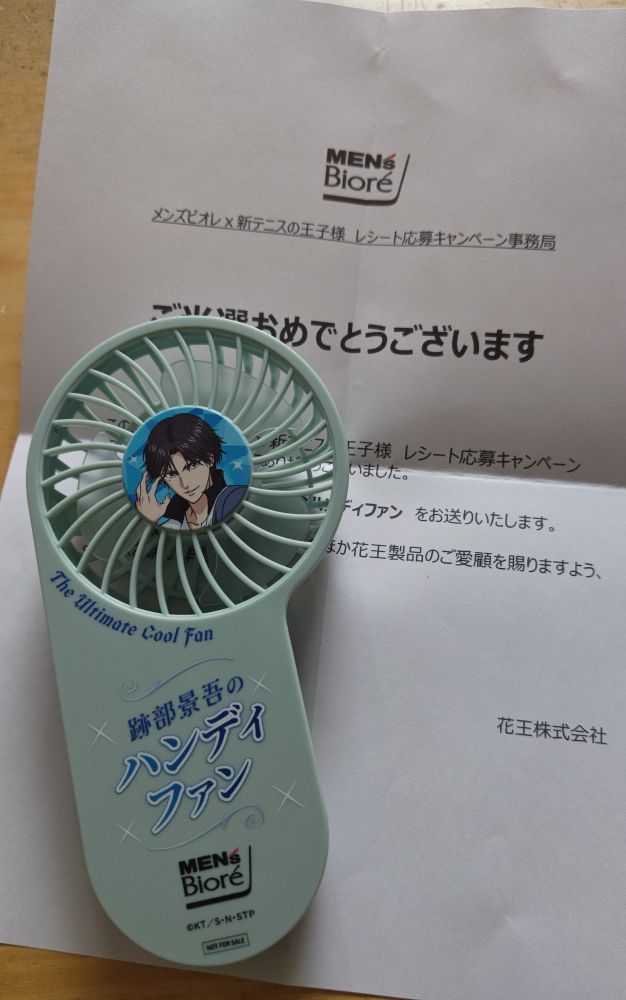 MEN's
Bioré
メンズビオレ x 新テニスの王子様 レシート応募キャンペーン事務局
おめでとうございます
王子様 レシート応募キャンペーン
ございました。
ディファン をお送りいたします。
ほか花王製品のご愛顧を賜りますよう、
花王株式会社
The Ultimate Cool Fan
跡部景吾の
ハンディ
ファン
MEN's
Bioré
©KT/S・N・STP
NOT FOR SALE